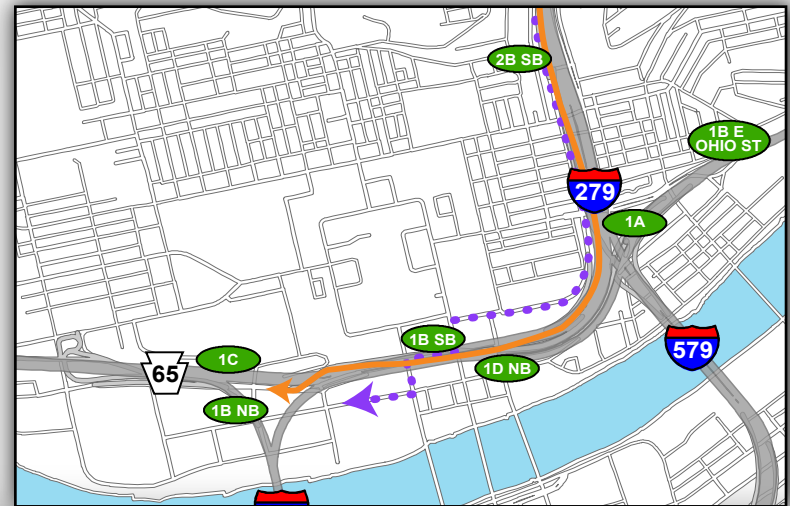 2B SB
1B E
OHIO ST
279
1A
1B SB
579
1C
65
1D NB
1B NB